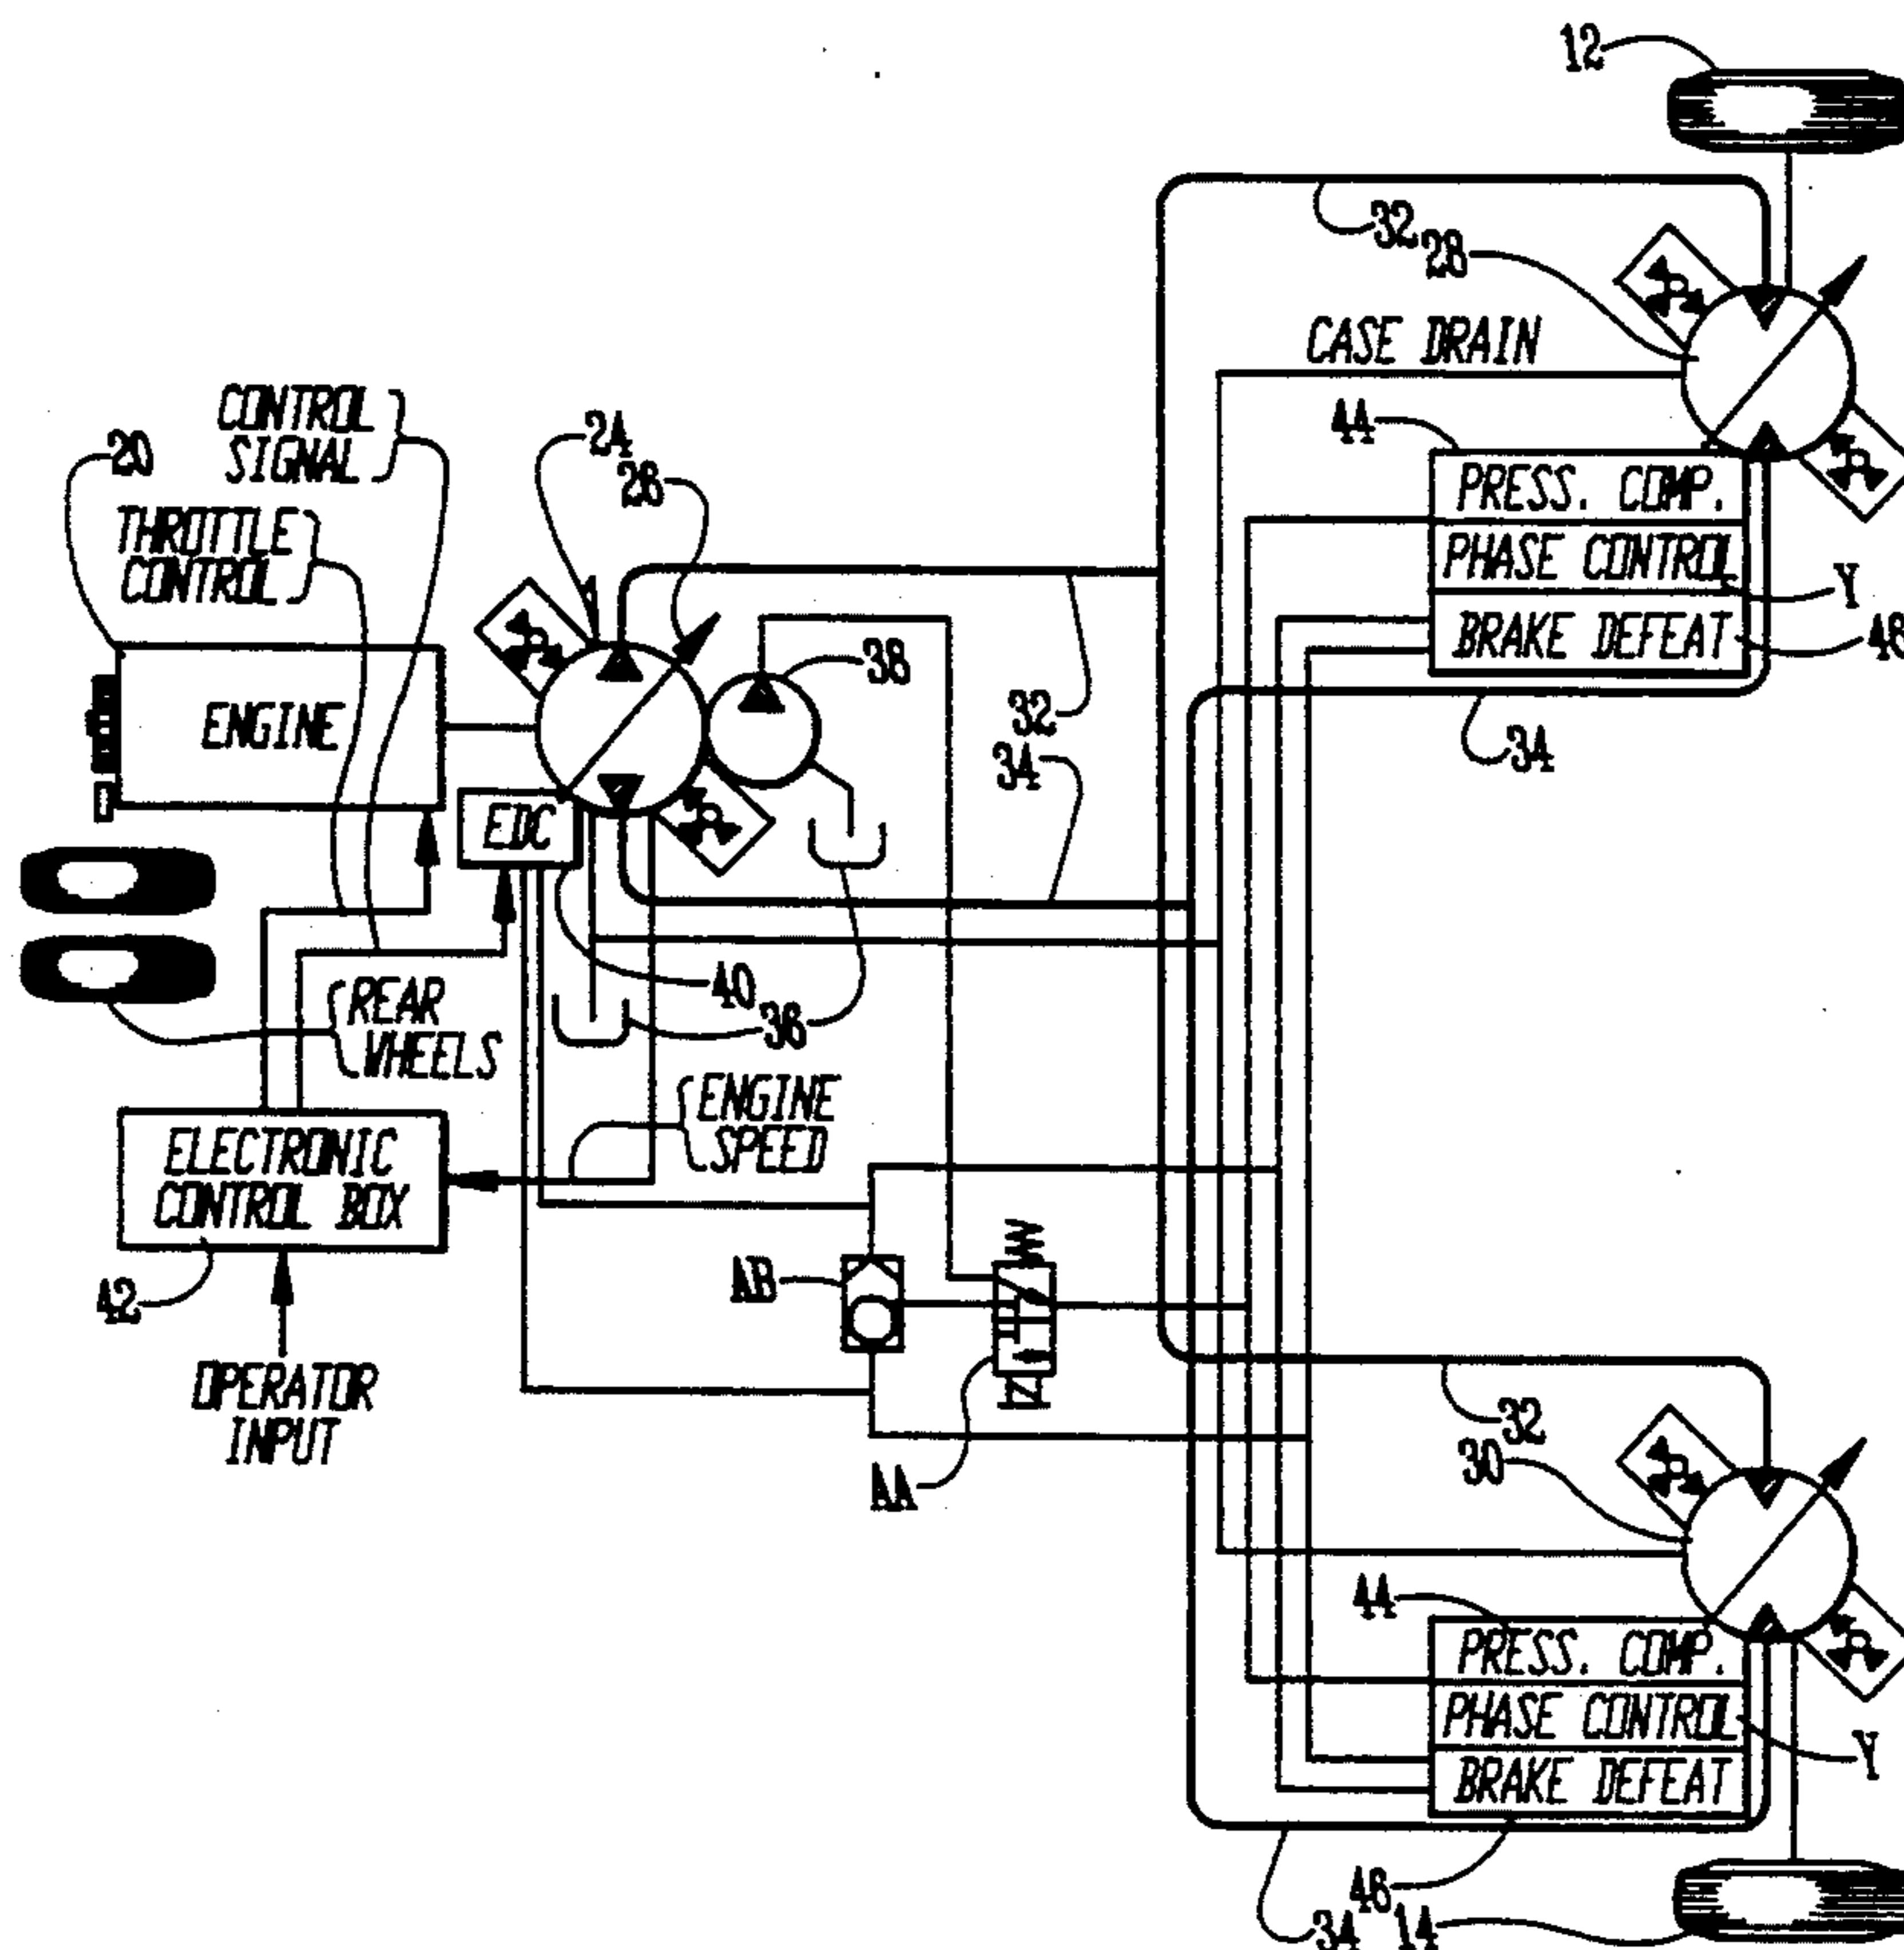 12
32
28
CASE DRAIN
44
PRESS. COMP.
PHASE CONTROL
Y
BRAKE DEFEAT
32
34
34
20
CONTROL
SIGNAL
THROTTLE
CONTROL
24
26
38
ENGINE
EDC
40
36
REAR
WHEELS
ENGINE
SPEED
ELECTRONIC
CONTROL BOX
42
OPERATOR
INPUT
AB
AA
32
30
44
PRESS. COMP.
PHASE CONTROL
Y
BRAKE DEFEAT
46
34
14